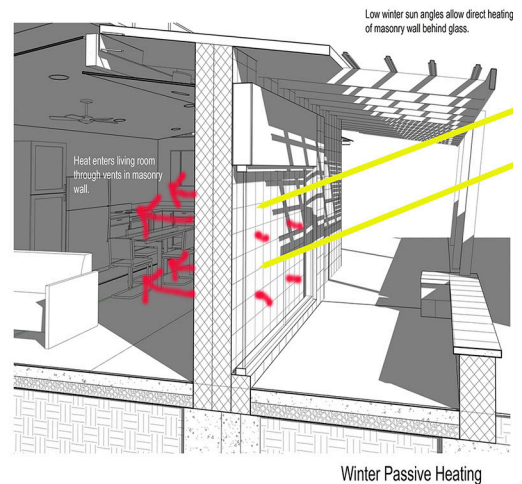 Low winter sun angles allow direct heating
of masonry wall behind glass.
Heat enters living room
through vents in masonry
wall.
Winter Passive Heating